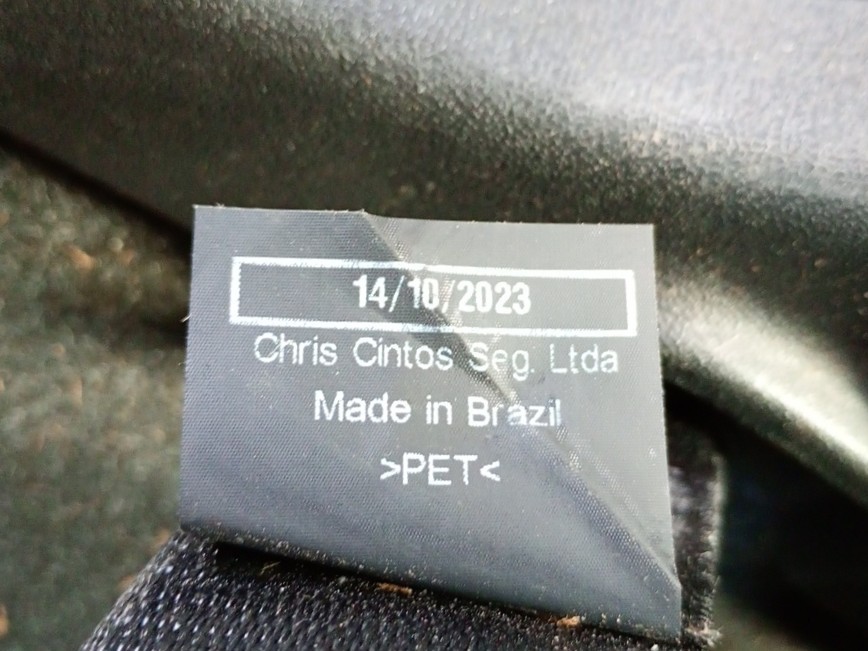 14/10/2023
Chris Cintos Seg. Ltda
Made in Brazil
>PET<